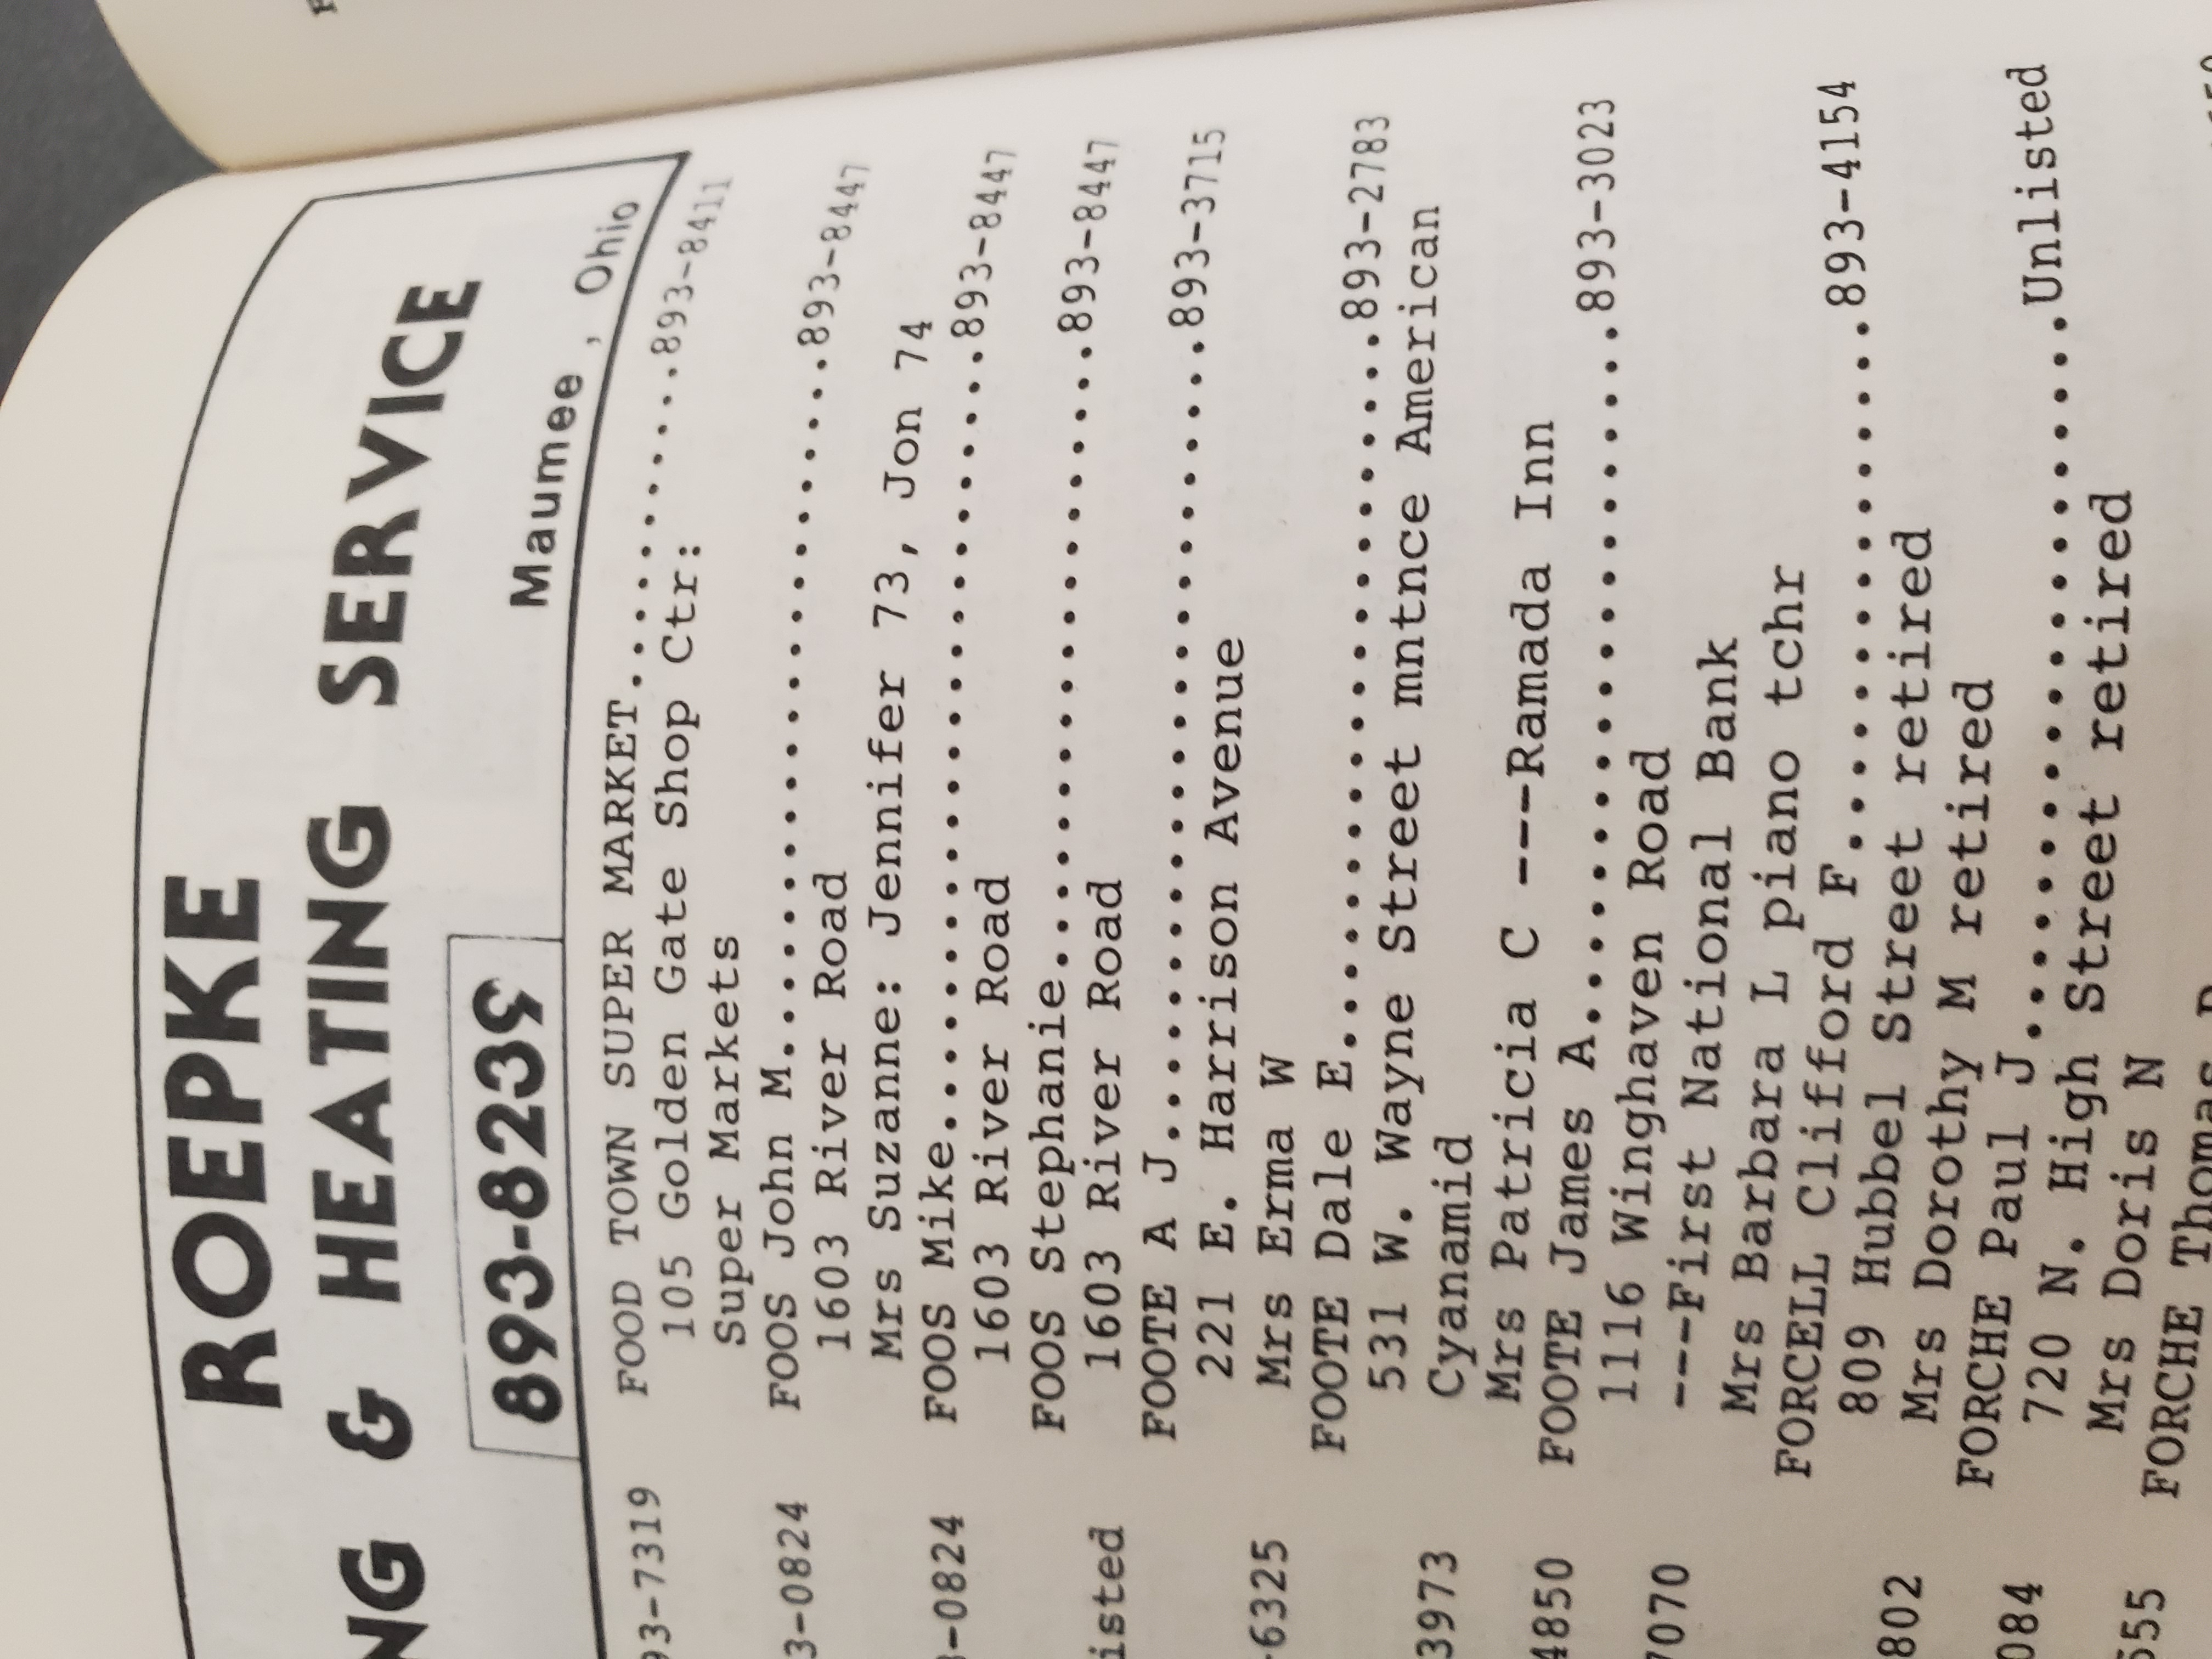 ROEPKE
NG & HEATING SERVICE
893-8239
Maumee, Ohio
93-7319
3-0824
-0824
isted
-6325
3973
4850
7070
802
084
555
FOOD TOWN SUPER MARKET..............893-8411
105 Golden Gate Shop Ctr:
Super Markets
FOOS John M.........................893-8447
1603 River Road
Mrs Suzanne: Jennifer 73, Jon 74
FOOS Mike...........................893-8447
1603 River Road
FOOS Stephanie......................893-8447
1603 River Road
FOOTE A J...........................893-3715
221 E. Harrison Avenue
Mrs Erma W
FOOTE Dale E........................893-2783
531 W. Wayne Street mntnce American
Cyanamid
Mrs Patricia C ---Ramada Inn
FOOTE James A.......................893-3023
1116 Winghaven Road
---First National Bank
Mrs Barbara L piano tchr
FORCELL Clifford F..................893-4154
809 Hubbel Street retired
Mrs Dorothy M retired
FORCHE Paul J.......................Unlisted
720 N. High Street retired
Mrs Doris N
FORCHE Thomas